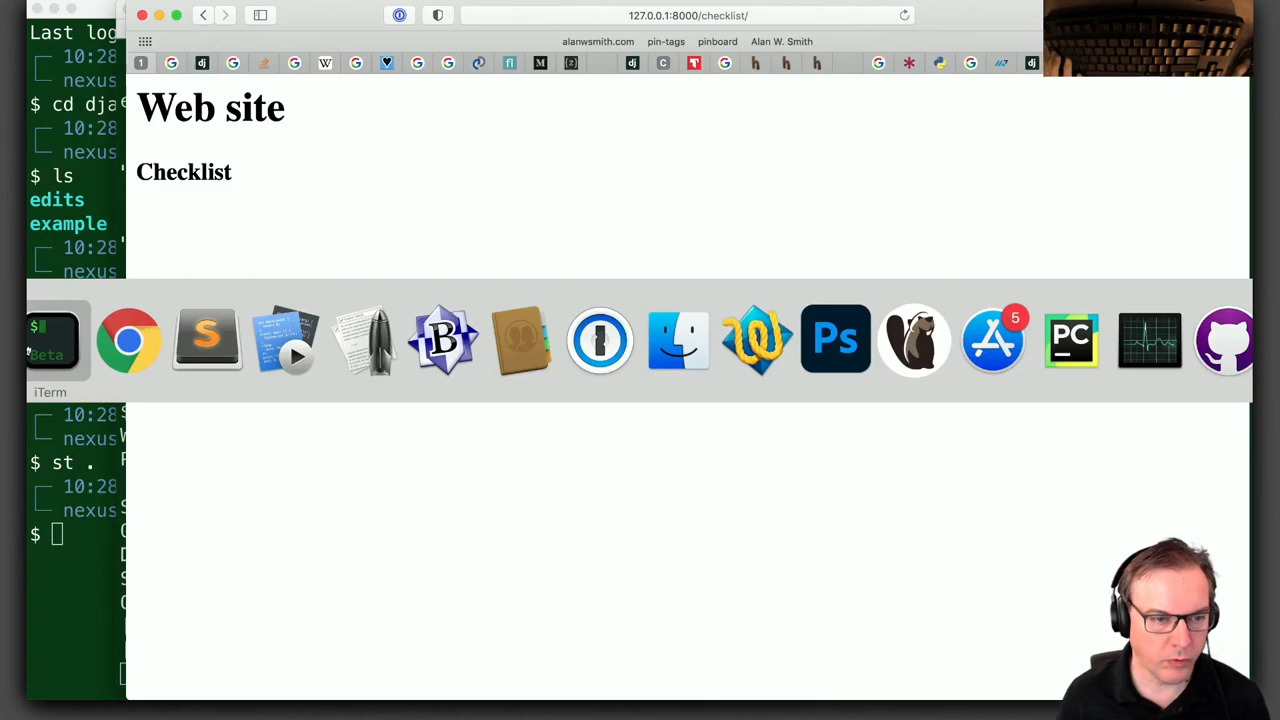 127.0.0.1:8000/checklist/
alanwsmith.com pin-tags pinboard Alan W. Smith
Last log
10:28
$ cd dja
10:28
nexus
$ ls
edits
example
10:28
nexus
Web site
Checklist
$
Beta
S
B
Ps
5
PC
iTerm
10:28
nexus
$ st .
10:28
nexus
$